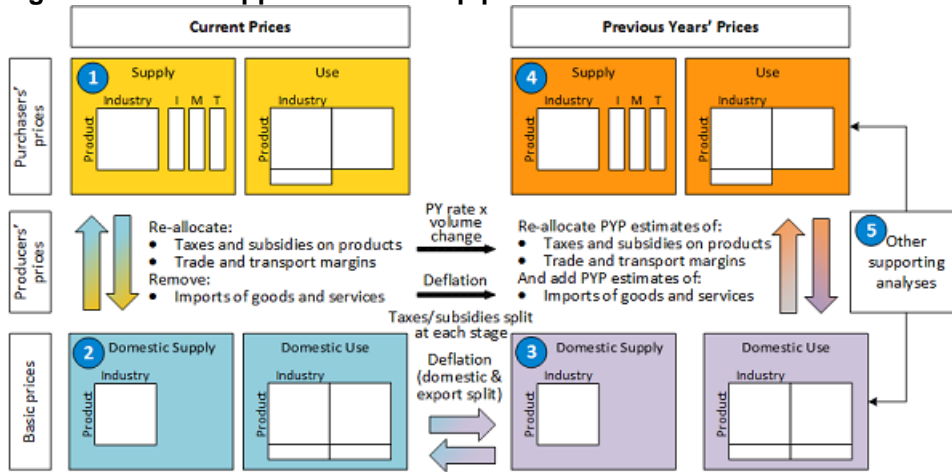 Current Prices
Previous Years' Prices
Purchasers'
prices
1
Supply
Industry
I M T
Product
Use
Industry
Product
4
Supply
Industry
I M T
Product
Use
Industry
Product
Producers'
prices
Re-allocate:
• Taxes and subsidies on products
• Trade and transport margins
Remove:
• Imports of goods and services
PY rate x
volume
change
Deflation
Taxes/subsidies split
at each stage
Re-allocate PYP estimates of:
• Taxes and subsidies on products
• Trade and transport margins
And add PYP estimates of:
• Imports of goods and services
5
Other
supporting
analyses
Basic prices
2
Domestic Supply
Industry
Product
Domestic Use
Industry
Product
Deflation
(domestic &
export split)
3
Domestic Supply
Industry
Product
Domestic Use
Industry
Product